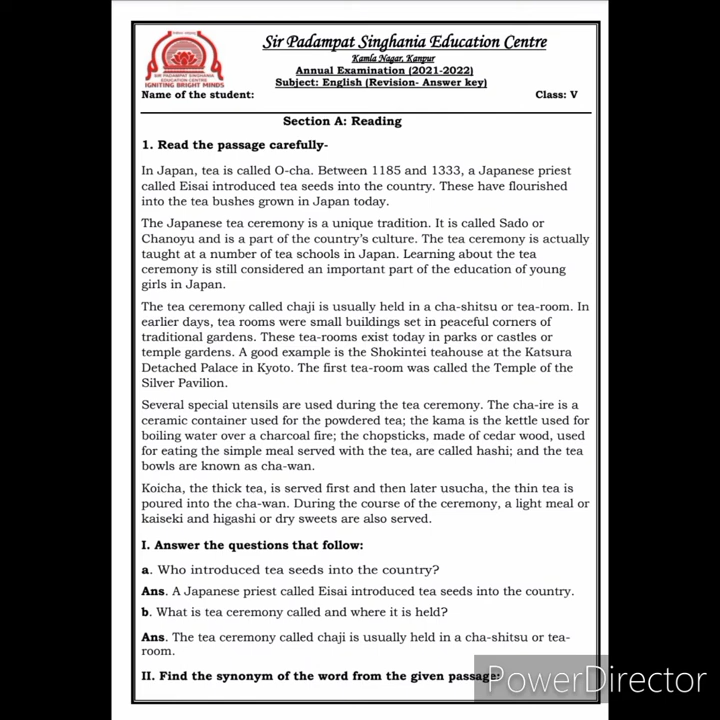 Sir Padampat Singhania Education Centre
Kamla Nagar, Kanpur
Annual Examination (2021-2022)
Subject: English (Revision- Answer key)
SIR PADAMPAT SINGHANIA
EDUCATION CENTRE
IGNITING BRIGHT MINDS
Name of the student: Class: V
Section A: Reading
1. Read the passage carefully-
In Japan, tea is called O-cha. Between 1185 and 1333, a Japanese priest
called Eisai introduced tea seeds into the country. These have flourished
into the tea bushes grown in Japan today.
The Japanese tea ceremony is a unique tradition. It is called Sado or
Chanoyu and is a part of the country's culture. The tea ceremony is actually
taught at a number of tea schools in Japan. Learning about the tea
ceremony is still considered an important part of the education of young
girls in Japan.
The tea ceremony called chaji is usually held in a cha-shitsu or tea-room. In
earlier days, tea rooms were small buildings set in peaceful corners of
traditional gardens. These tea-rooms exist today in parks or castles or
temple gardens. A good example is the Shokintei teahouse at the Katsura
Detached Palace in Kyoto. The first tea-room was called the Temple of the
Silver Pavilion.
Several special utensils are used during the tea ceremony. The cha-ire is a
ceramic container used for the powdered tea; the kama is the kettle used for
boiling water over a charcoal fire; the chopsticks, made of cedar wood, used
for eating the simple meal served with the tea, are called hashi; and the tea
bowls are known as cha-wan.
Koicha, the thick tea, is served first and then later usucha, the thin tea is
poured into the cha-wan. During the course of the ceremony, a light meal or
kaiseki and higashi or dry sweets are also served.
I. Answer the questions that follow:
a. Who introduced tea seeds into the country?
Ans. A Japanese priest called Eisai introduced tea seeds into the country.
b. What is tea ceremony called and where it is held?
Ans. The tea ceremony called chaji is usually held in a cha-shitsu or tea-
room.
II. Find the synonym of the word from the given passage:
PowerDirector